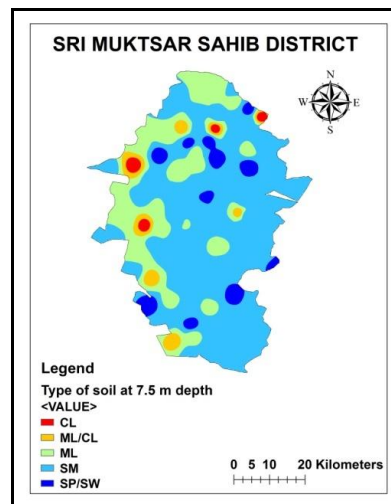 SRI MUKTSAR SAHIB DISTRICT
N
W E
S
Legend
Type of soil at 7.5 m depth
<VALUE>
CL
ML/CL
ML
SM
SP/SW
0 5 10 20 Kilometers